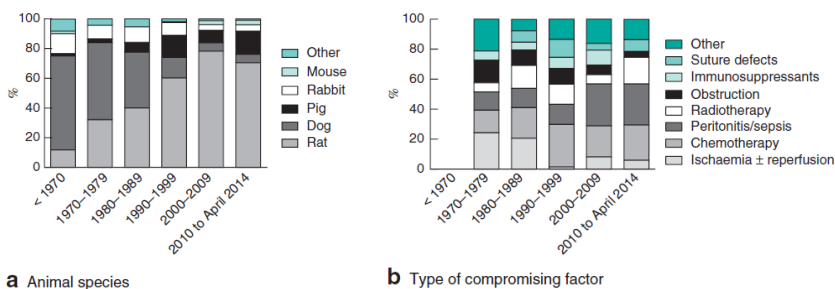 100
80
60
40
20
0
%
< 1970
1970–1979
1980–1989
1990–1999
2000–2009
2010 to April 2014
Other
Mouse
Rabbit
Pig
Dog
Rat
a Animal species
100
80
60
40
20
0
%
< 1970
1970–1979
1980–1989
1990–1999
2000–2009
2010 to April 2014
Other
Suture defects
Immunosuppressants
Obstruction
Radiotherapy
Peritonitis/sepsis
Chemotherapy
Ischaemia ± reperfusion
b Type of compromising factor